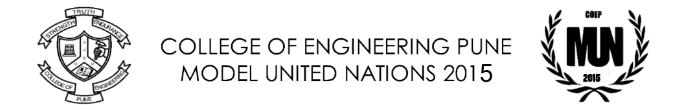 TRUTH
STRENGTH
ENDURANCE
COLLEGE OF
ENGINEERING
PUNE
COLLEGE OF ENGINEERING PUNE
MODEL UNITED NATIONS 2015
COEP
MUN
2015